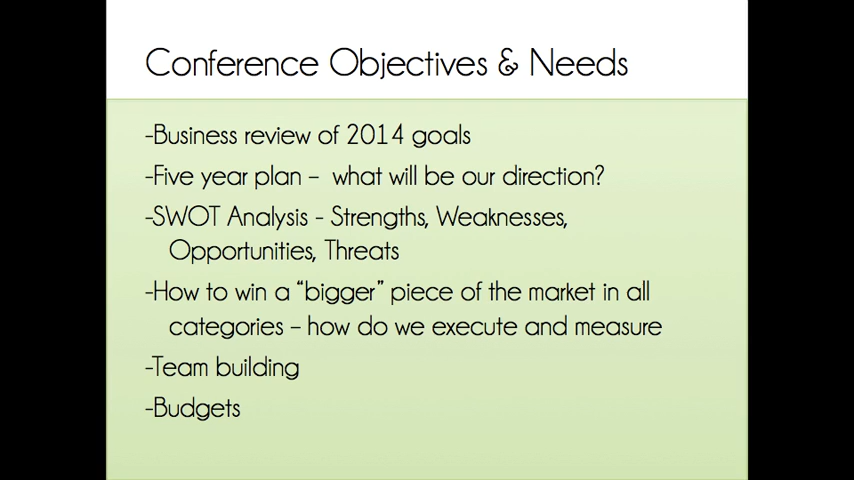 Conference Objectives & Needs
-Business review of 2014 goals
-Five year plan – what will be our direction?
-SWOT Analysis - Strengths, Weaknesses,
Opportunities, Threats
-How to win a “bigger” piece of the market in all
categories – how do we execute and measure
-Team building
-Budgets